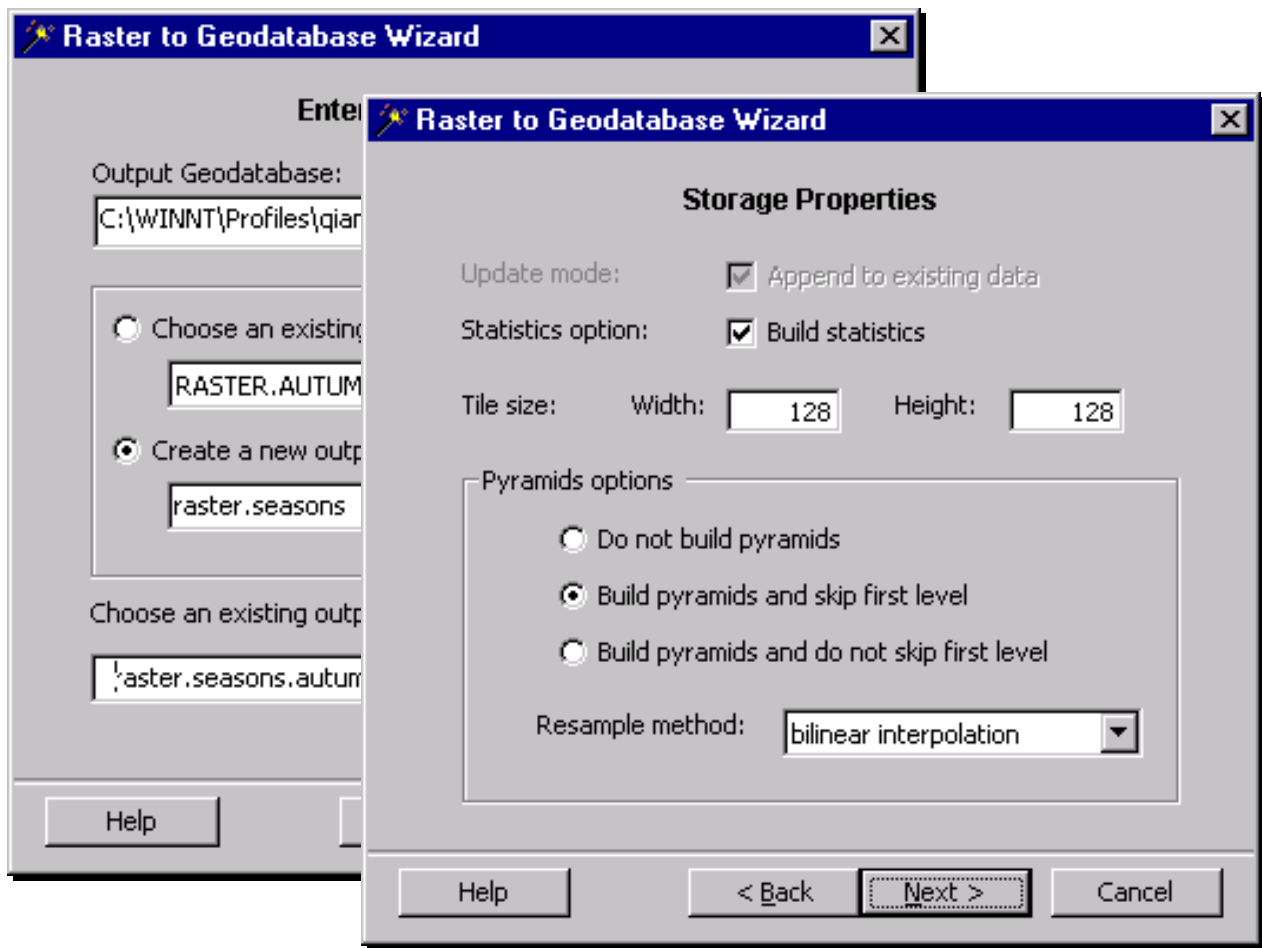 Raster to Geodatabase Wizard
Enter
Output Geodatabase:
C:\WINNT\Profiles\qian
Choose an existing
RASTER.AUTUM
Create a new outp
raster.seasons
Choose an existing outp
raster.seasons.autum
Help
Raster to Geodatabase Wizard
Storage Properties
Update mode: Append to existing data
Statistics option: Build statistics
Tile size: Width: 128 Height: 128
Pyramids options
Do not build pyramids
Build pyramids and skip first level
Build pyramids and do not skip first level
Resample method: bilinear interpolation
Help < Back Next > Cancel